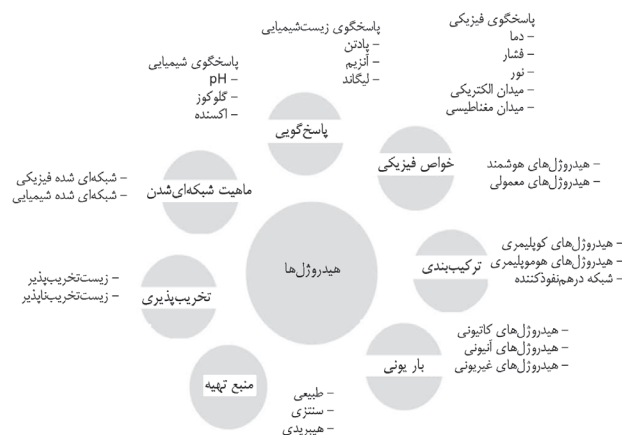 پاسخگوی فیزیکی
– دما
– فشار
– نور
– میدان الکتریکی
– میدان مغناطیسی
پاسخگوی زیست‌شیمیایی
– پادتن
– آنزیم
– لیگاند
پاسخگوی شیمیایی
– pH
– گلوکوز
– اکسنده
پاسخ‌گویی
خواص فیزیکی
– هیدروژل‌های هوشمند
– هیدروژل‌های معمولی
ماهیت شبکه‌ای‌شدن
– شبکه‌ای شده فیزیکی
– شبکه‌ای شده شیمیایی
هیدروژل‌ها
ترکیب‌بندی
– هیدروژل‌های کوپلیمری
– هیدروژل‌های هوموپلیمری
– شبکه درهم‌نفوذکننده
تخریب‌پذیری
– زیست‌تخریب‌پذیر
– زیست‌تخریب‌ناپذیر
بار یونی
– هیدروژل‌های کاتیونی
– هیدروژل‌های آنیونی
– هیدروژل‌های غیریونی
منبع تهیه
– طبیعی
– سنتزی
– هیبریدی